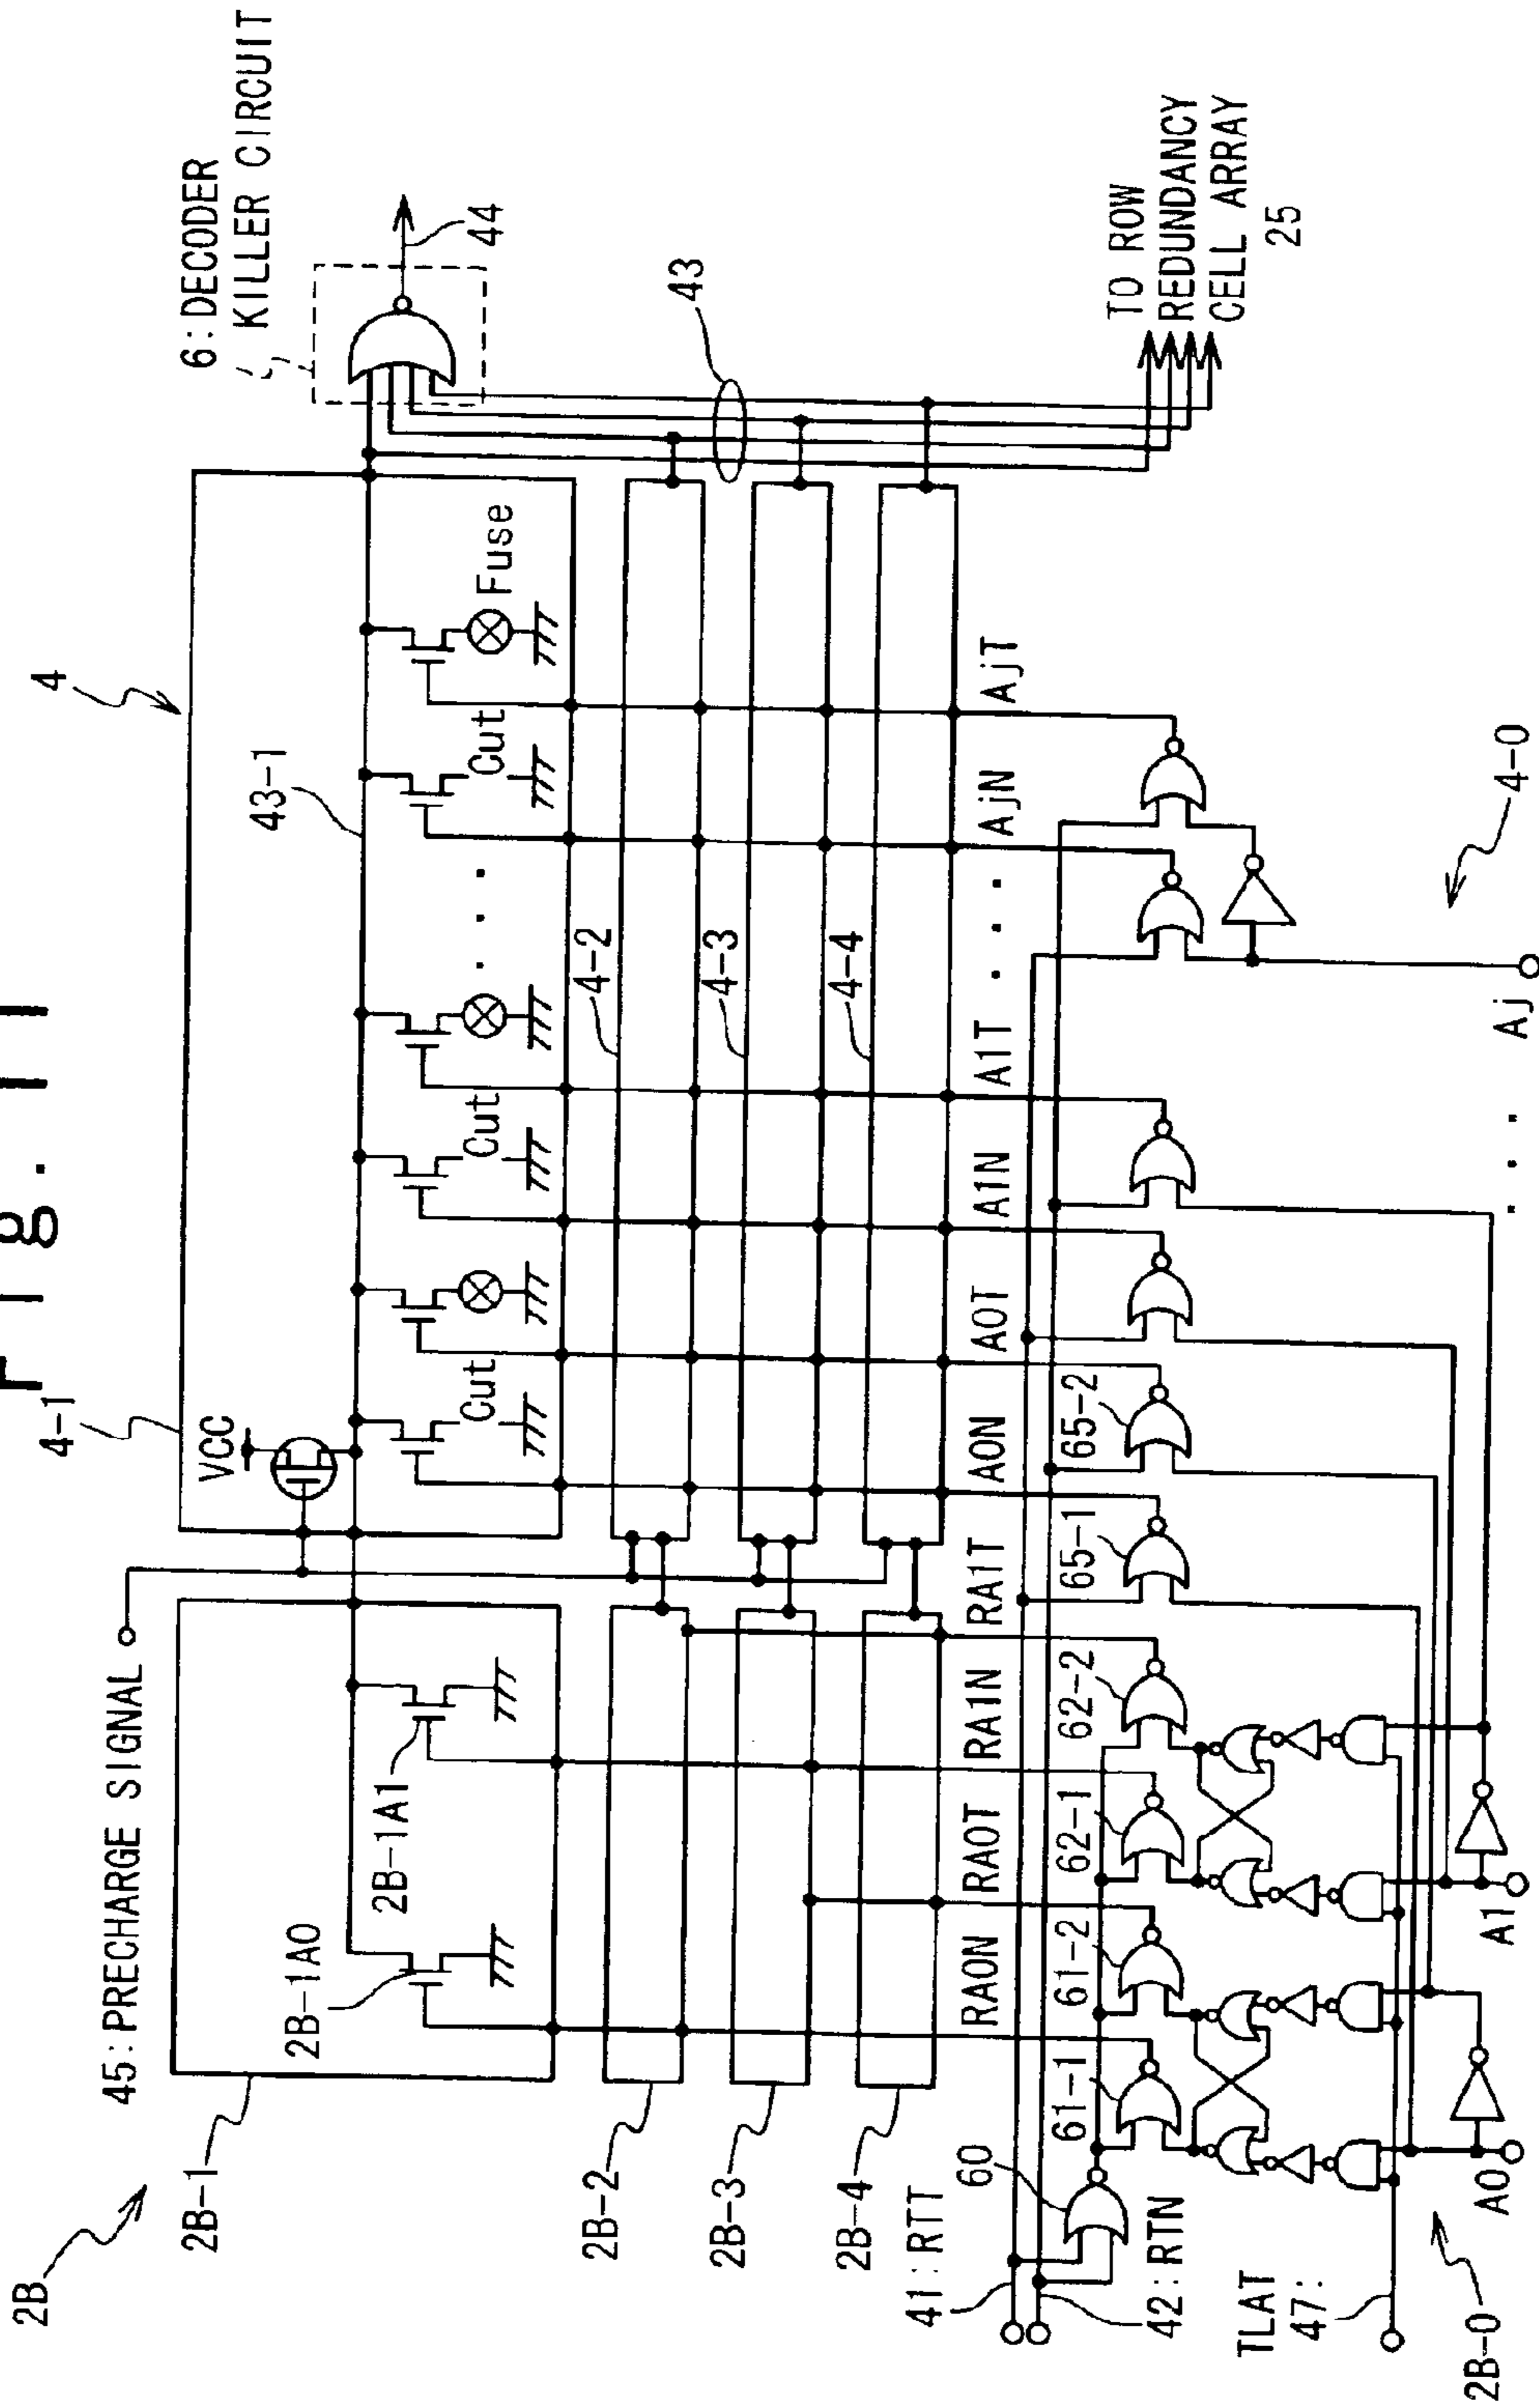 Fig. 11
2B
45:PRECHARGE SIGNAL
4-1
4
6:DECODER
KILLER CIRCUIT
2B-1
VCC
43-1
44
2B-1A0
2B-1A1
Cut
Cut
Cut
Fuse
. . .
43
2B-2
2B-3
2B-4
4-2
4-3
4-4
TO ROW
REDUNDANCY
CELL ARRAY
25
RA0N
RA0T
RA1N
RA1T
A0N
A0T
A1N
A1T
. . .
AjN
AjT
41:RTT
42:RTN
60
61-1
61-2
62-1
62-2
65-1
65-2
TLAT
47:
2B-0
A0
A1
. . .
Aj
4-0